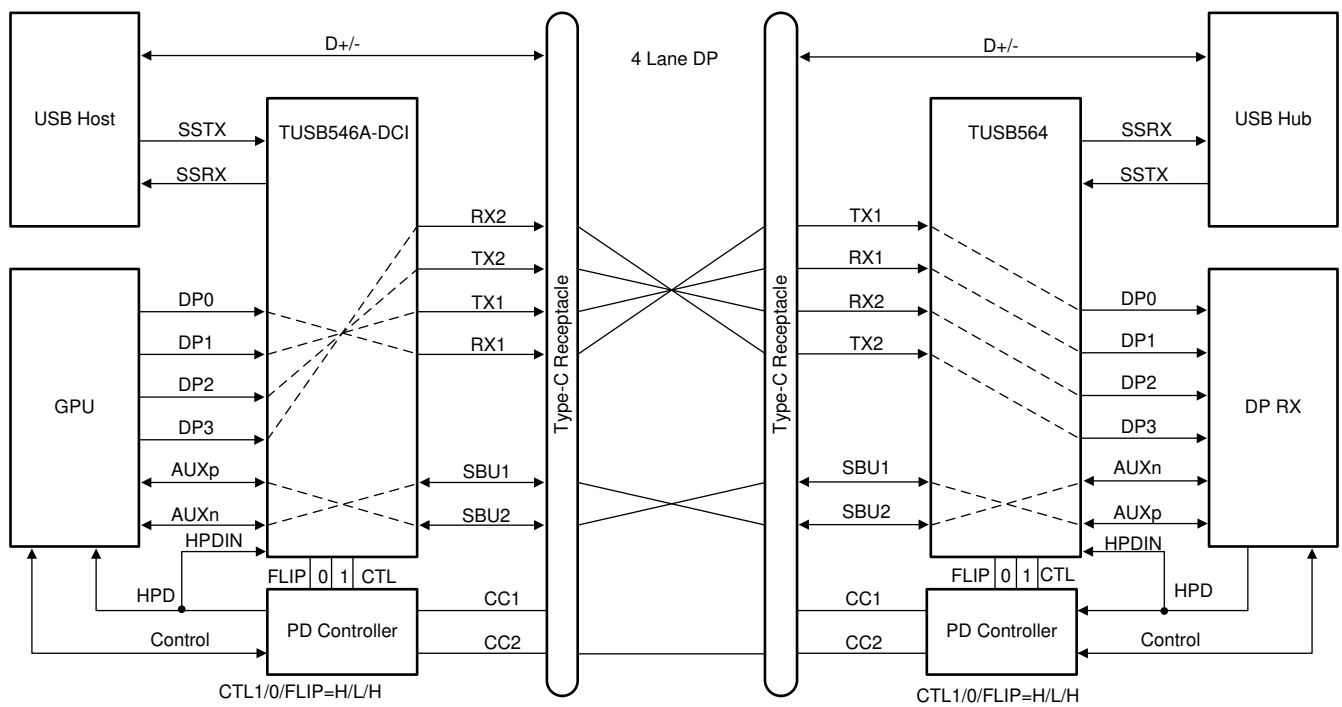 D+/-
4 Lane DP
D+/-
USB Host
SSTX
SSRX
TUSB546A-DCI
RX2
TX2
TX1
RX1
Type-C Receptacle
Type-C Receptacle
TX1
RX1
RX2
TX2
TUSB564
SSRX
SSTX
USB Hub
GPU
DP0
DP1
DP2
DP3
AUXp
AUXn
HPDIN
SBU1
SBU2
SBU1
SBU2
DP0
DP1
DP2
DP3
AUXn
AUXp
HPDIN
DP RX
FLIP 0 1 CTL
FLIP 0 1 CTL
HPD
Control
PD Controller
CC1
CC2
CC1
CC2
PD Controller
HPD
Control
CTL1/0/FLIP=H/L/H
CTL1/0/FLIP=H/L/H